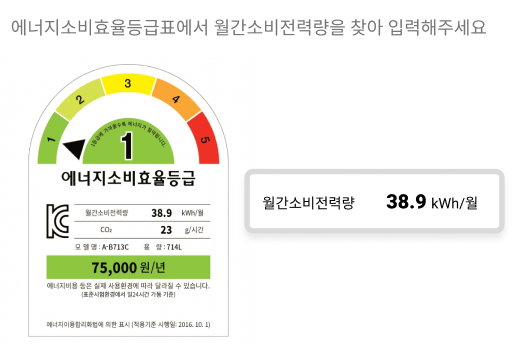 에너지소비효율등급표에서 월간소비전력량을 찾아 입력해주세요
1
2
3
4
5
1등급에 가까울수록 에너지가 절약됩니다.
1
에너지소비효율등급
월간소비전력량 38.9 kWh/월
CO₂ 23 g/시간
모 델 명 : A-B713C 용 량 : 714L
75,000 원/년
에너지비용 등은 실제 사용환경에 따라 달라질 수 있습니다.
(표준시험환경에서 일24시간 가동 기준)
에너지이용합리화법에 의한 표시 (적용기준 시행일: 2016. 10. 1)
월간소비전력량 38.9 kWh/월